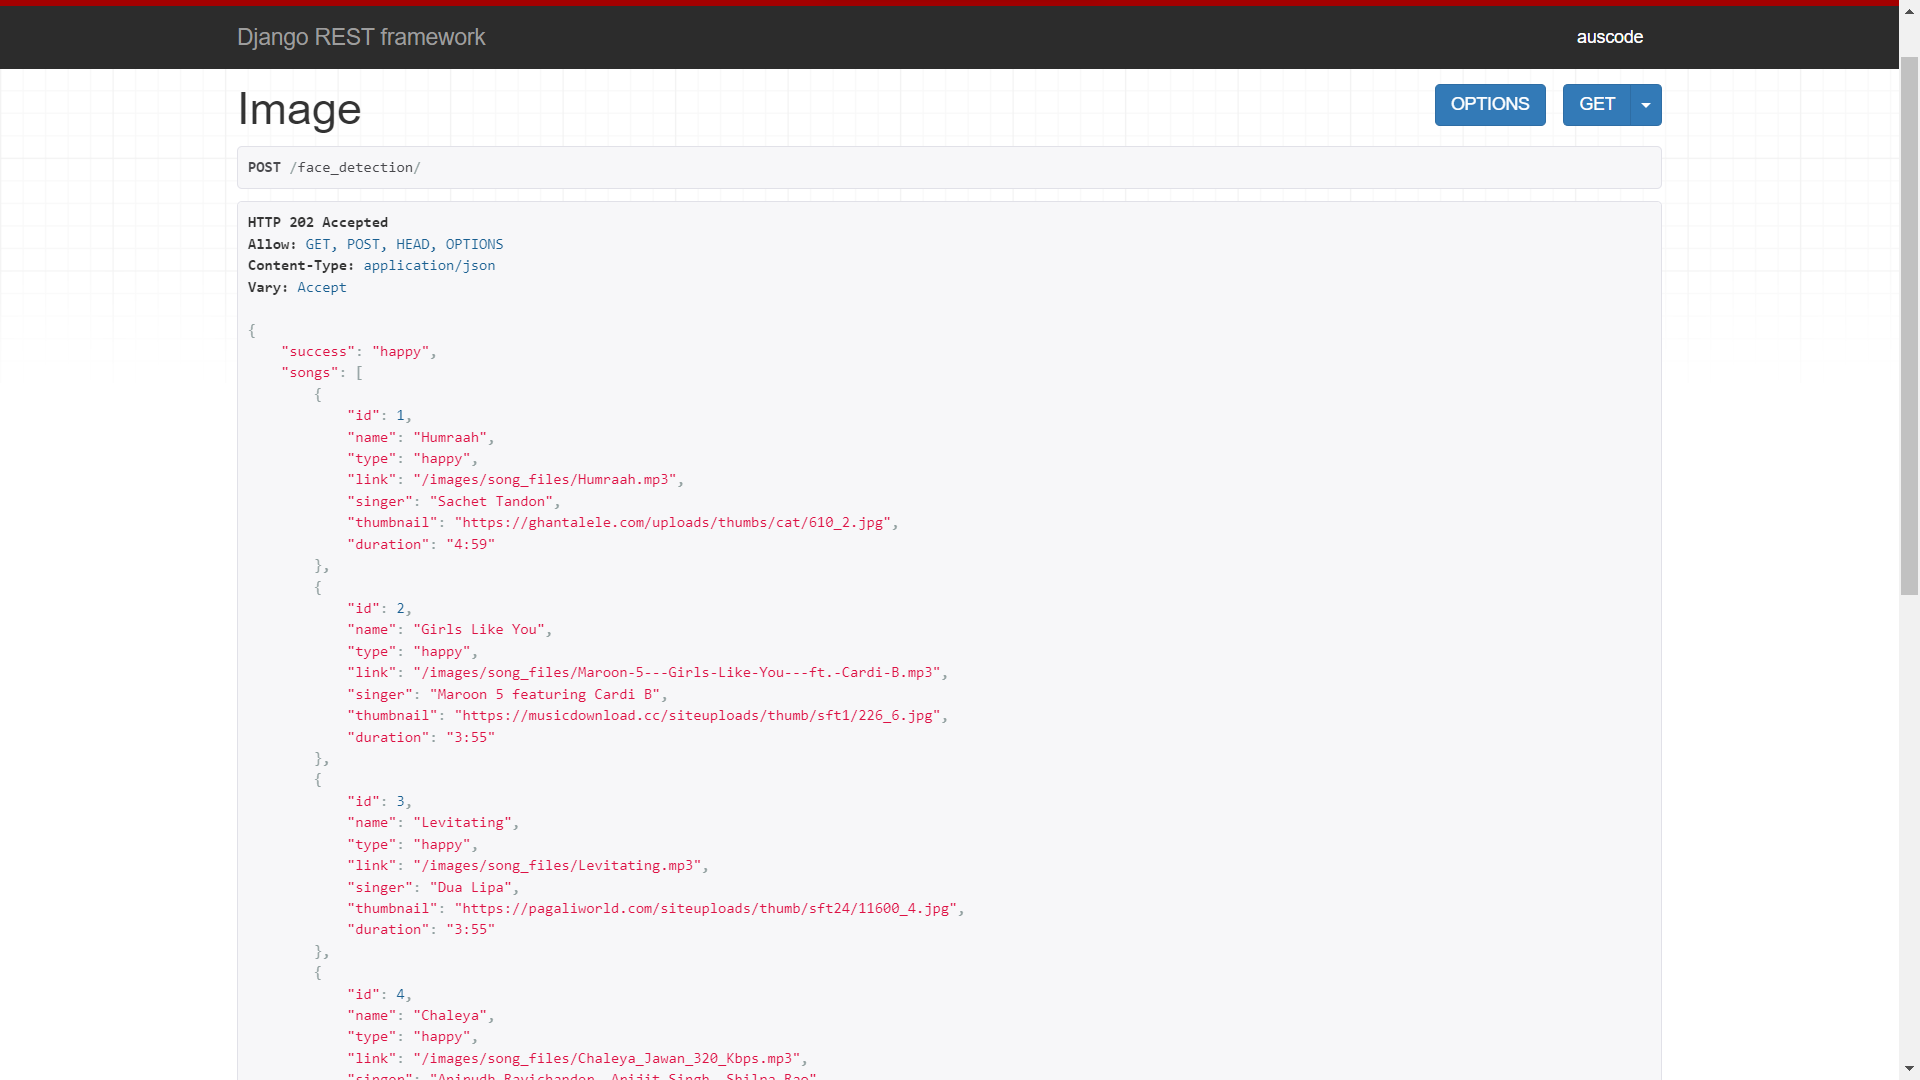 Django REST framework
auscode
Image
OPTIONS
GET
POST /face_detection/
HTTP 202 Accepted
Allow: GET, POST, HEAD, OPTIONS
Content-Type: application/json
Vary: Accept
{
"success": "happy",
"songs": [
{
"id": 1,
"name": "Humraah",
"type": "happy",
"link": "/images/song_files/Humraah.mp3",
"singer": "Sachet Tandon",
"thumbnail": "https://ghantalele.com/uploads/thumbs/cat/610_2.jpg",
"duration": "4:59"
},
{
"id": 2,
"name": "Girls Like You",
"type": "happy",
"link": "/images/song_files/Maroon-5---Girls-Like-You---ft.-Cardi-B.mp3",
"singer": "Maroon 5 featuring Cardi B",
"thumbnail": "https://musicdownload.cc/siteuploads/thumb/sft1/226_6.jpg",
"duration": "3:55"
},
{
"id": 3,
"name": "Levitating",
"type": "happy",
"link": "/images/song_files/Levitating.mp3",
"singer": "Dua Lipa",
"thumbnail": "https://pagaliworld.com/siteuploads/thumb/sft24/11600_4.jpg",
"duration": "3:55"
},
{
"id": 4,
"name": "Chaleya",
"type": "happy",
"link": "/images/song_files/Chaleya_Jawan_320_Kbps.mp3",
"singer": "Anirudh Ravichander, Arijit Singh, Shilpa Rao"